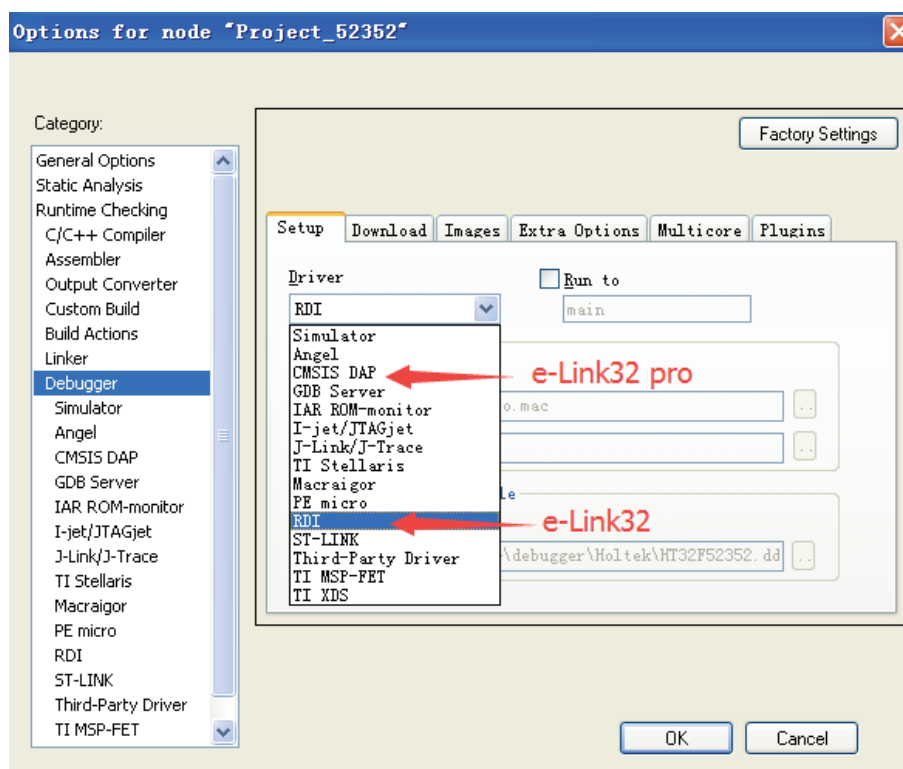 Options for node "Project_52352"
Category:
Factory Settings
General Options
Static Analysis
Runtime Checking
C/C++ Compiler
Assembler
Output Converter
Custom Build
Build Actions
Linker
Debugger
Simulator
Angel
CMSIS DAP
GDB Server
IAR ROM-monitor
I-jet/JTAGjet
J-Link/J-Trace
TI Stellaris
Macraigor
PE micro
RDI
ST-LINK
Third-Party Driver
TI MSP-FET
Setup Download Images Extra Options Multicore Plugins
Driver
Run to
RDI
main
Simulator
Angel
CMSIS DAP
e-Link32 pro
GDB Server
IAR ROM-monitor
o.mac
..
I-jet/JTAGjet
J-Link/J-Trace
..
TI Stellaris
Macraigor
le
PE micro
RDI
e-Link32
ST-LINK
Third-Party Driver
\debugger\Holtek\HT32F52352.dd
..
TI MSP-FET
TI XDS
OK Cancel